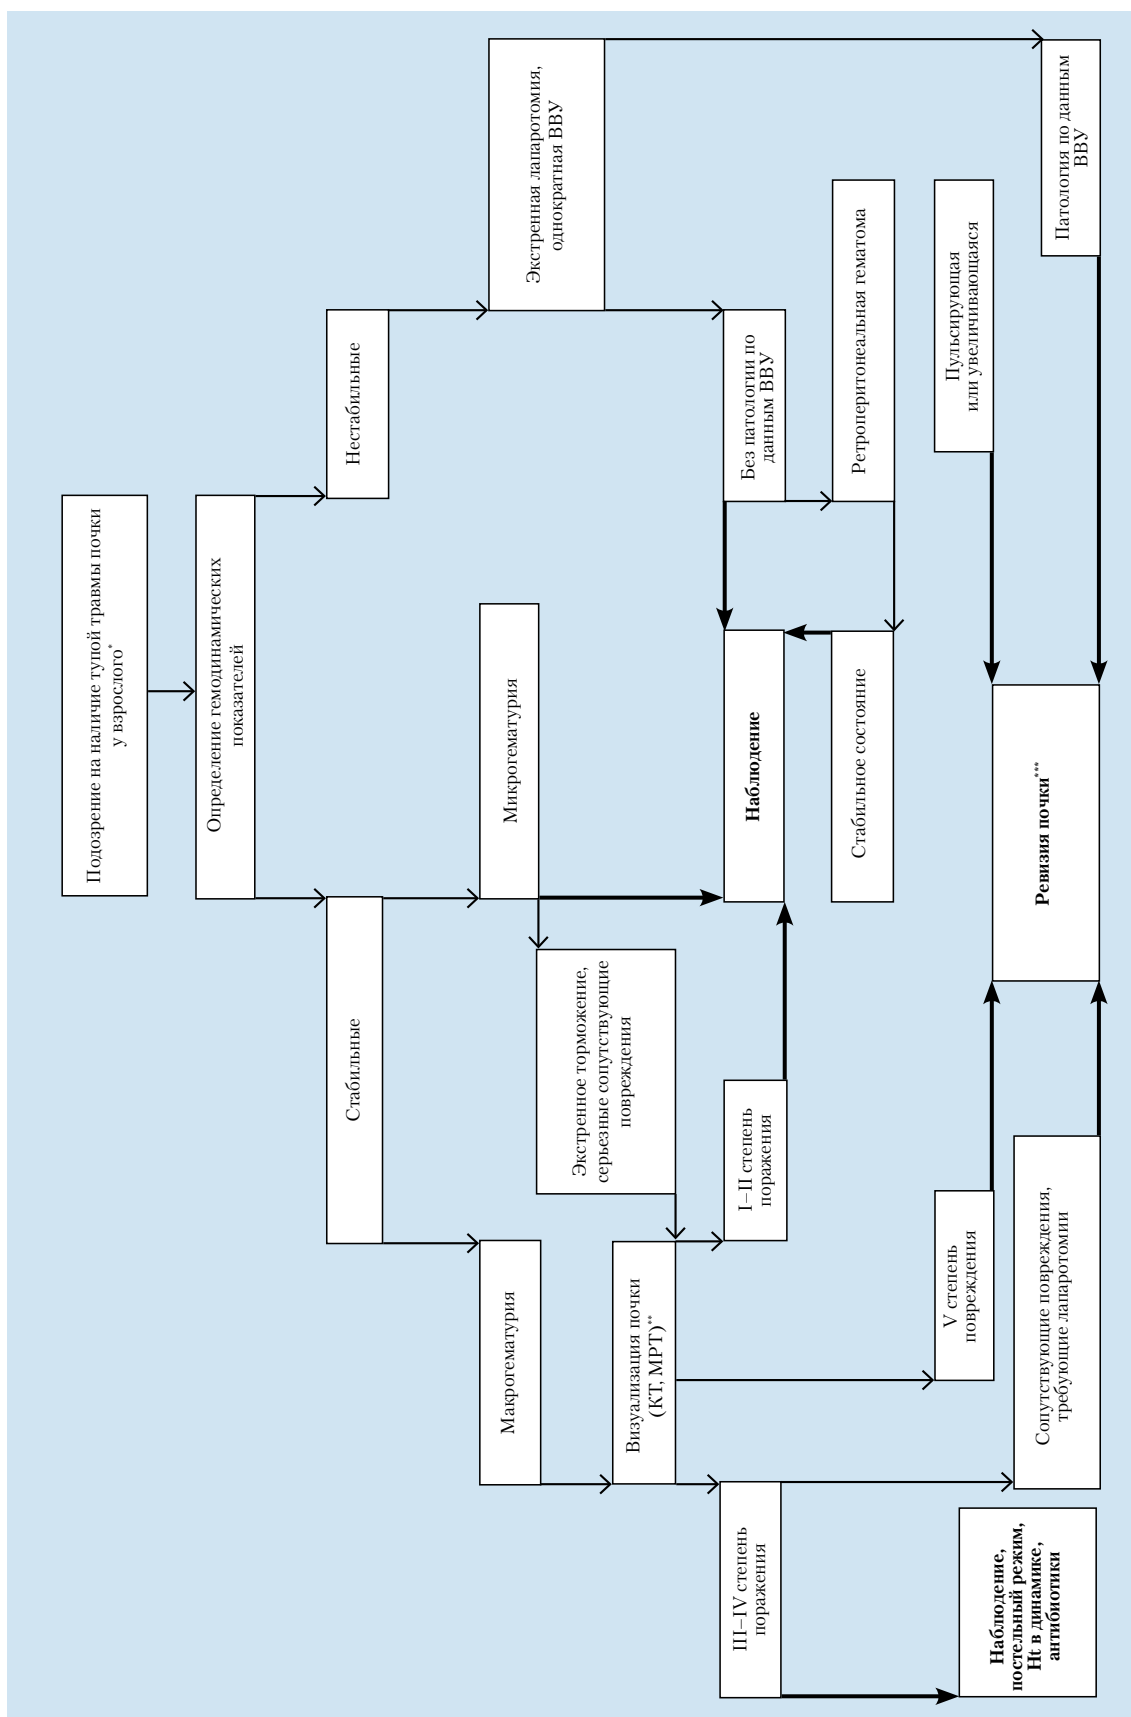 Подозрение на наличие тупой травмы почки
у взрослого*
Определение гемодинамических
показателей
Стабильные
Нестабильные
Макрогематурия
Микрогематурия
Экстренная лапаротомия,
однократная ВВУ
Экстренное торможение,
серьезные сопутствующие
повреждения
Визуализация почки
(КТ, МРТ)**
III–IV степень
поражения
I–II степень
поражения
Наблюдение
Без патологии по
данным ВВУ
Стабильное состояние
Ретроперитонеальная гематома
V степень
повреждения
Пульсирующая
или увеличивающаяся
Наблюдение,
постельный режим,
Ht в динамике,
антибиотики
Сопутствующие повреждения,
требующие лапаротомии
Ревизия почки***
Патология по данным
ВВУ